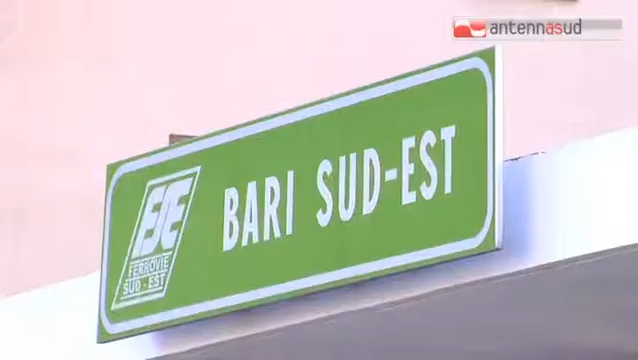 antennasud
BARI SUD-EST
FSE
FERROVIE
SUD-EST